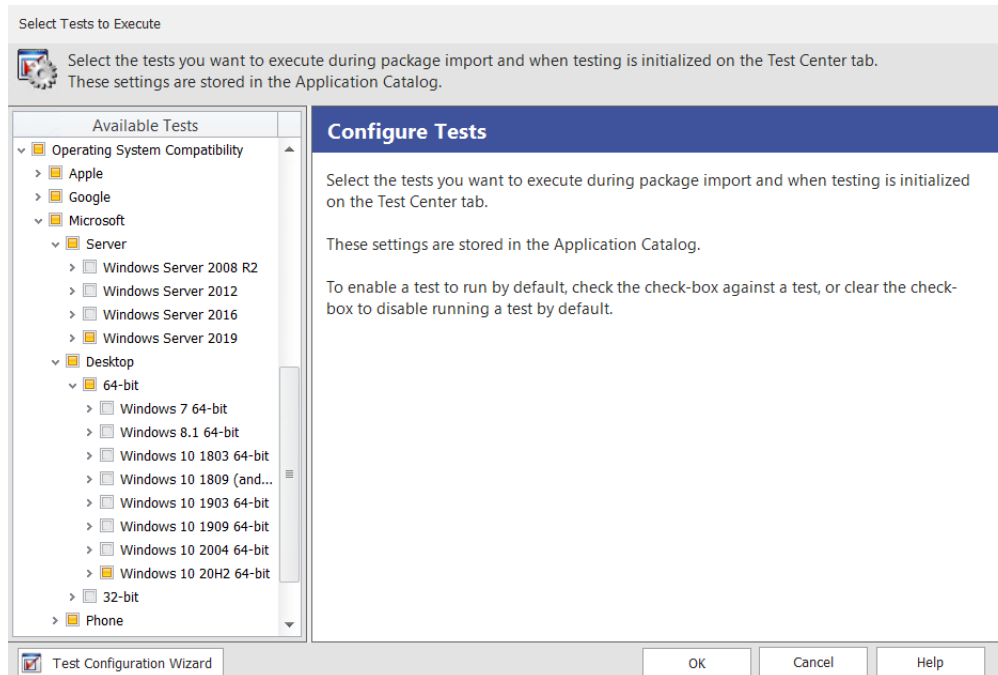 Select Tests to Execute
Select the tests you want to execute during package import and when testing is initialized on the Test Center tab.
These settings are stored in the Application Catalog.
Available Tests
Operating System Compatibility
Apple
Google
Microsoft
Server
Windows Server 2008 R2
Windows Server 2012
Windows Server 2016
Windows Server 2019
Desktop
64-bit
Windows 7 64-bit
Windows 8.1 64-bit
Windows 10 1803 64-bit
Windows 10 1809 (and...
Windows 10 1903 64-bit
Windows 10 1909 64-bit
Windows 10 2004 64-bit
Windows 10 20H2 64-bit
32-bit
Phone
Configure Tests
Select the tests you want to execute during package import and when testing is initialized
on the Test Center tab.
These settings are stored in the Application Catalog.
To enable a test to run by default, check the check-box against a test, or clear the check-
box to disable running a test by default.
Test Configuration Wizard
OK
Cancel
Help